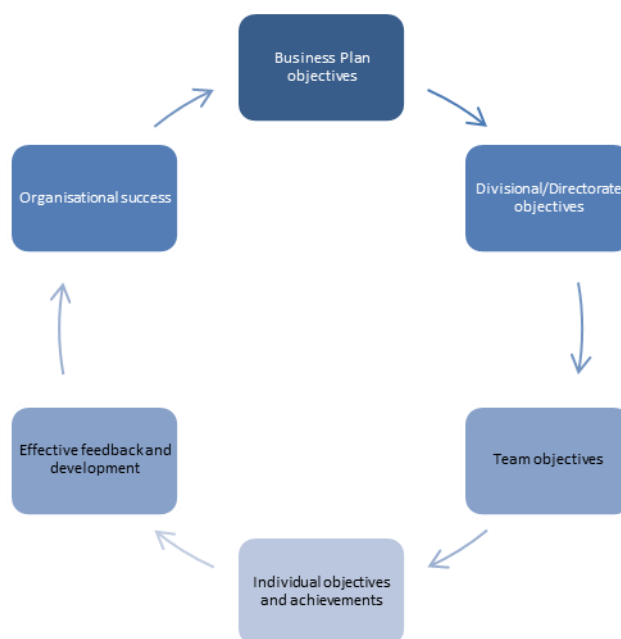 Business Plan
objectives
Divisional/Directorate
objectives
Team objectives
Individual objectives
and achievements
Effective feedback and
development
Organisational success